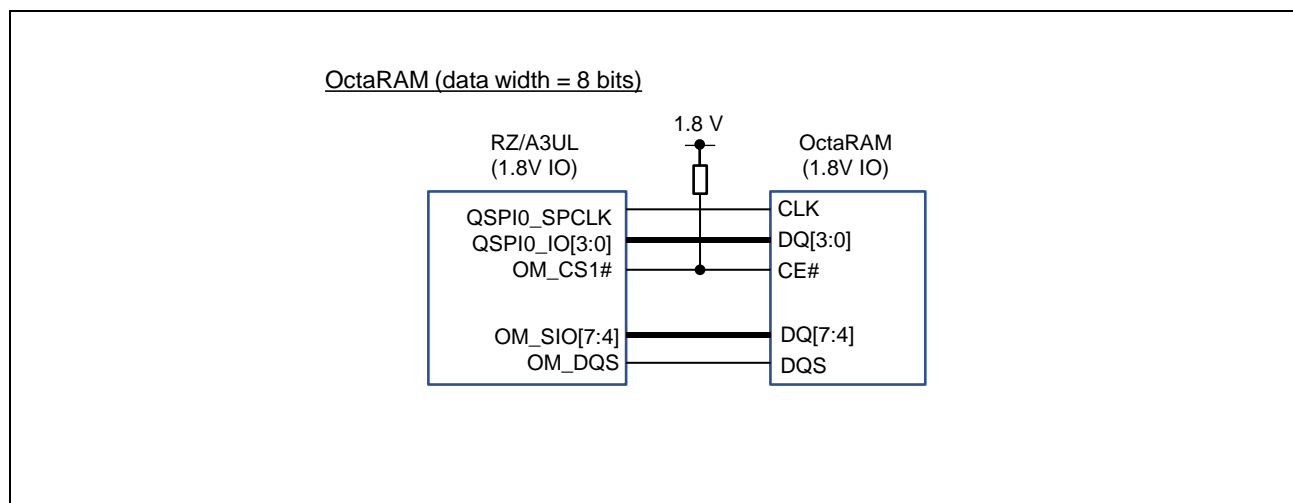 OctaRAM (data width = 8 bits)
1.8 V
RZ/A3UL
(1.8V IO)
OctaRAM
(1.8V IO)
QSPI0_SPCLK
QSPI0_IO[3:0]
OM_CS1#
OM_SIO[7:4]
OM_DQS
CLK
DQ[3:0]
CE#
DQ[7:4]
DQS